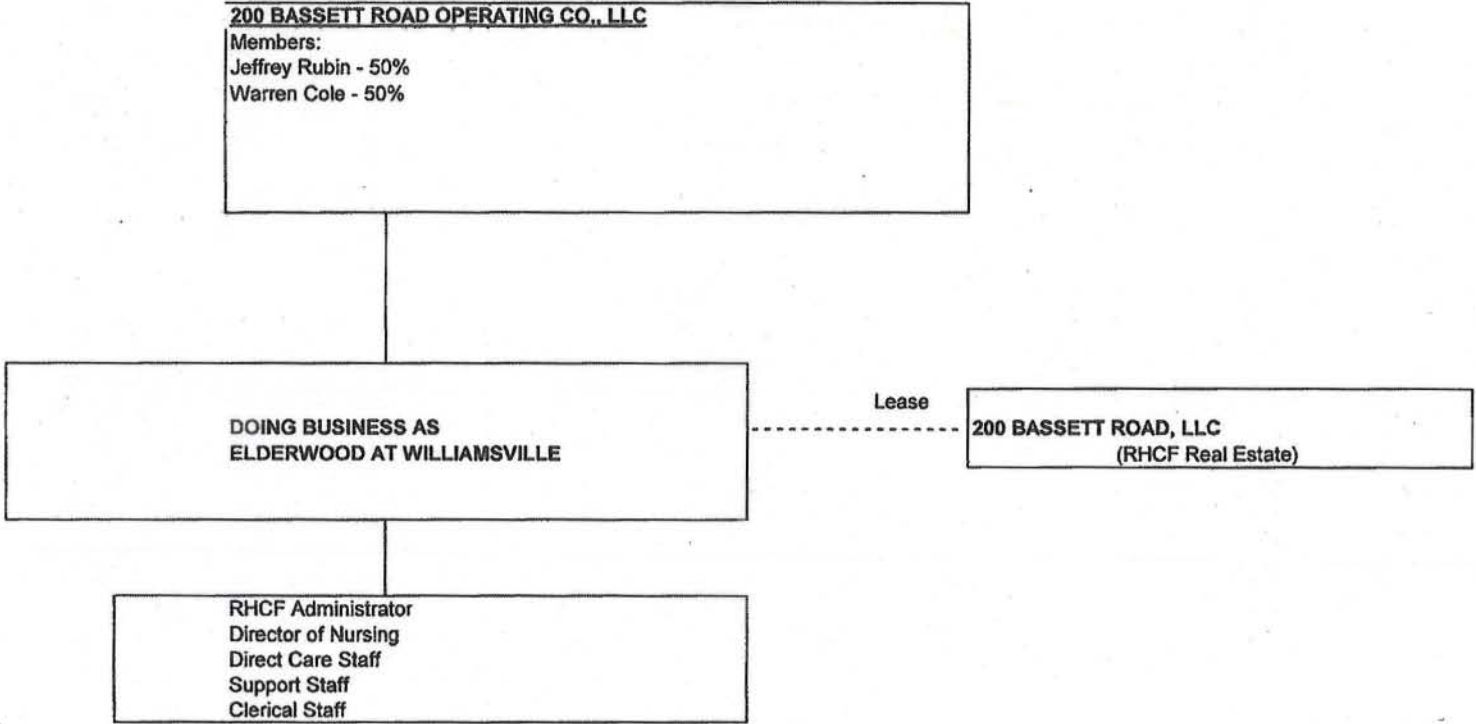 200 BASSETT ROAD OPERATING CO., LLC
Members:
Jeffrey Rubin - 50%
Warren Cole - 50%
DOING BUSINESS AS
ELDERWOOD AT WILLIAMSVILLE
Lease
200 BASSETT ROAD, LLC
(RHCF Real Estate)
RHCF Administrator
Director of Nursing
Direct Care Staff
Support Staff
Clerical Staff